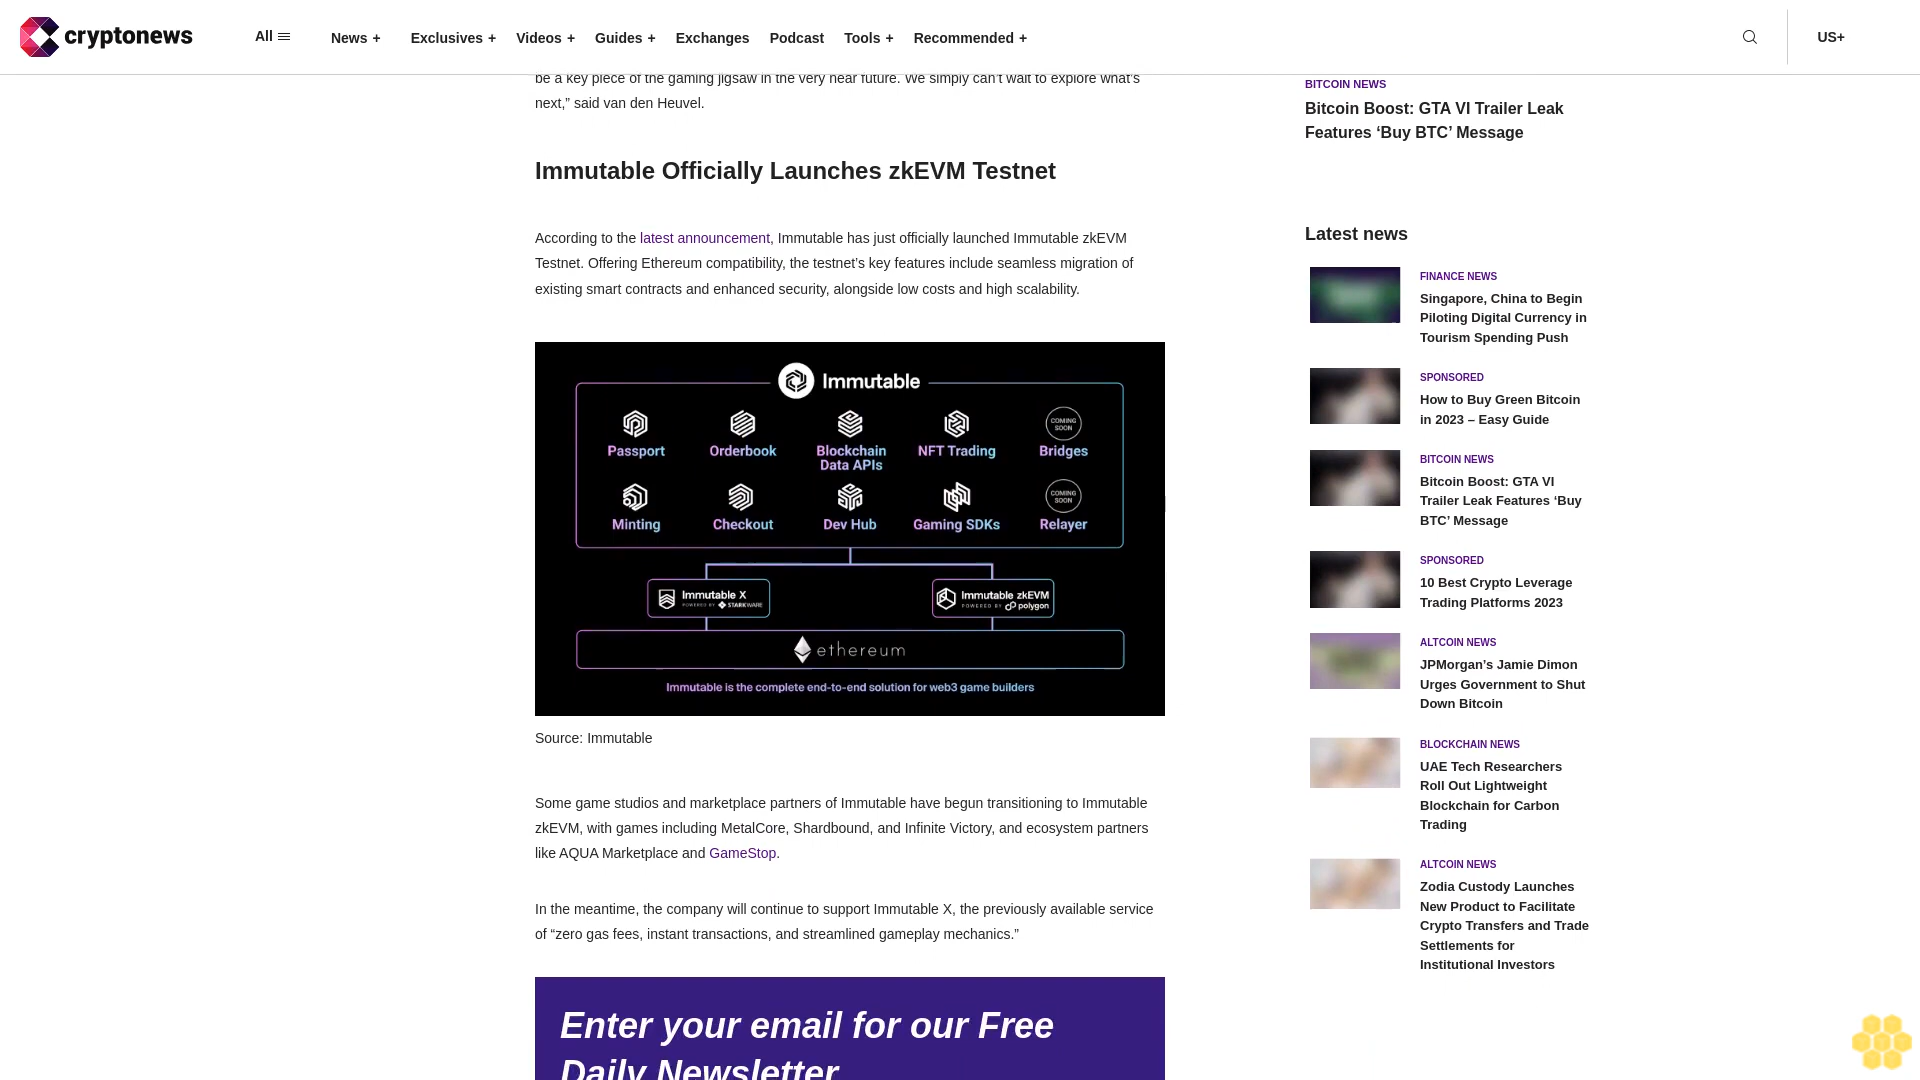 cryptonews
All
News +
Exclusives +
Videos +
Guides +
Exchanges
Podcast
Tools +
Recommended +
US+
be a key piece of the gaming jigsaw in the very near future. We simply can’t wait to explore what’s
next,” said van den Heuvel.
Immutable Officially Launches zkEVM Testnet
According to the latest announcement, Immutable has just officially launched Immutable zkEVM
Testnet. Offering Ethereum compatibility, the testnet’s key features include seamless migration of
existing smart contracts and enhanced security, alongside low costs and high scalability.
Immutable
Passport
Orderbook
Blockchain
Data APIs
NFT Trading
COMING
SOON
Bridges
Minting
Checkout
Dev Hub
Gaming SDKs
COMING
SOON
Relayer
Immutable X
POWERED BY STARKWARE
Immutable zkEVM
POWERED BY polygon
ethereum
Immutable is the complete end-to-end solution for web3 game builders
Source: Immutable
Some game studios and marketplace partners of Immutable have begun transitioning to Immutable
zkEVM, with games including MetalCore, Shardbound, and Infinite Victory, and ecosystem partners
like AQUA Marketplace and GameStop.
In the meantime, the company will continue to support Immutable X, the previously available service
of “zero gas fees, instant transactions, and streamlined gameplay mechanics.”
Enter your email for our Free
Daily Newsletter
BITCOIN NEWS
Bitcoin Boost: GTA VI Trailer Leak
Features ‘Buy BTC’ Message
Latest news
FINANCE NEWS
Singapore, China to Begin
Piloting Digital Currency in
Tourism Spending Push
SPONSORED
How to Buy Green Bitcoin
in 2023 – Easy Guide
BITCOIN NEWS
Bitcoin Boost: GTA VI
Trailer Leak Features ‘Buy
BTC’ Message
SPONSORED
10 Best Crypto Leverage
Trading Platforms 2023
ALTCOIN NEWS
JPMorgan’s Jamie Dimon
Urges Government to Shut
Down Bitcoin
BLOCKCHAIN NEWS
UAE Tech Researchers
Roll Out Lightweight
Blockchain for Carbon
Trading
ALTCOIN NEWS
Zodia Custody Launches
New Product to Facilitate
Crypto Transfers and Trade
Settlements for
Institutional Investors